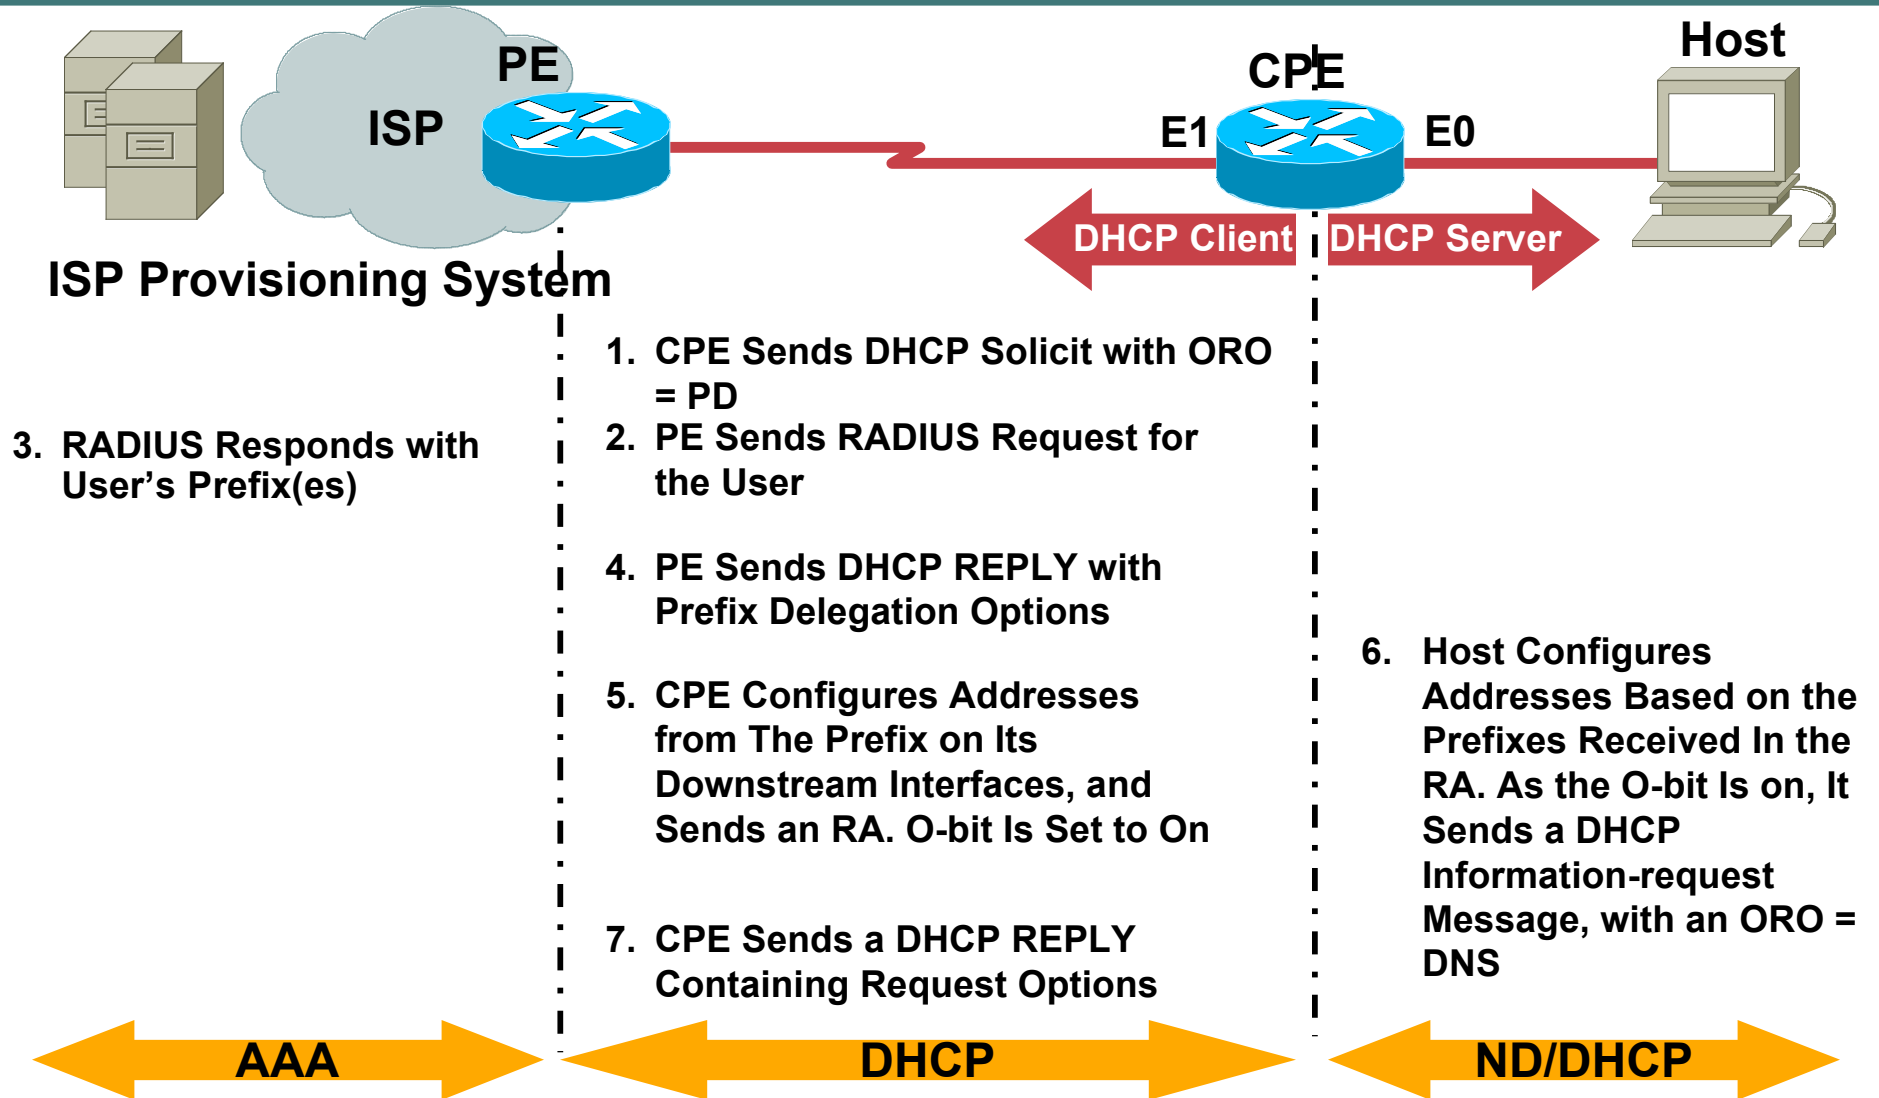 PE
ISP
ISP Provisioning System
CPE
E1
E0
Host
DHCP Client
DHCP Server
1. CPE Sends DHCP Solicit with ORO
= PD
2. PE Sends RADIUS Request for
the User
3. RADIUS Responds with
User’s Prefix(es)
4. PE Sends DHCP REPLY with
Prefix Delegation Options
5. CPE Configures Addresses
from The Prefix on Its
Downstream Interfaces, and
Sends an RA. O-bit Is Set to On
6. Host Configures
Addresses Based on the
Prefixes Received In the
RA. As the O-bit Is on, It
Sends a DHCP
Information-request
Message, with an ORO =
DNS
7. CPE Sends a DHCP REPLY
Containing Request Options
AAA
DHCP
ND/DHCP